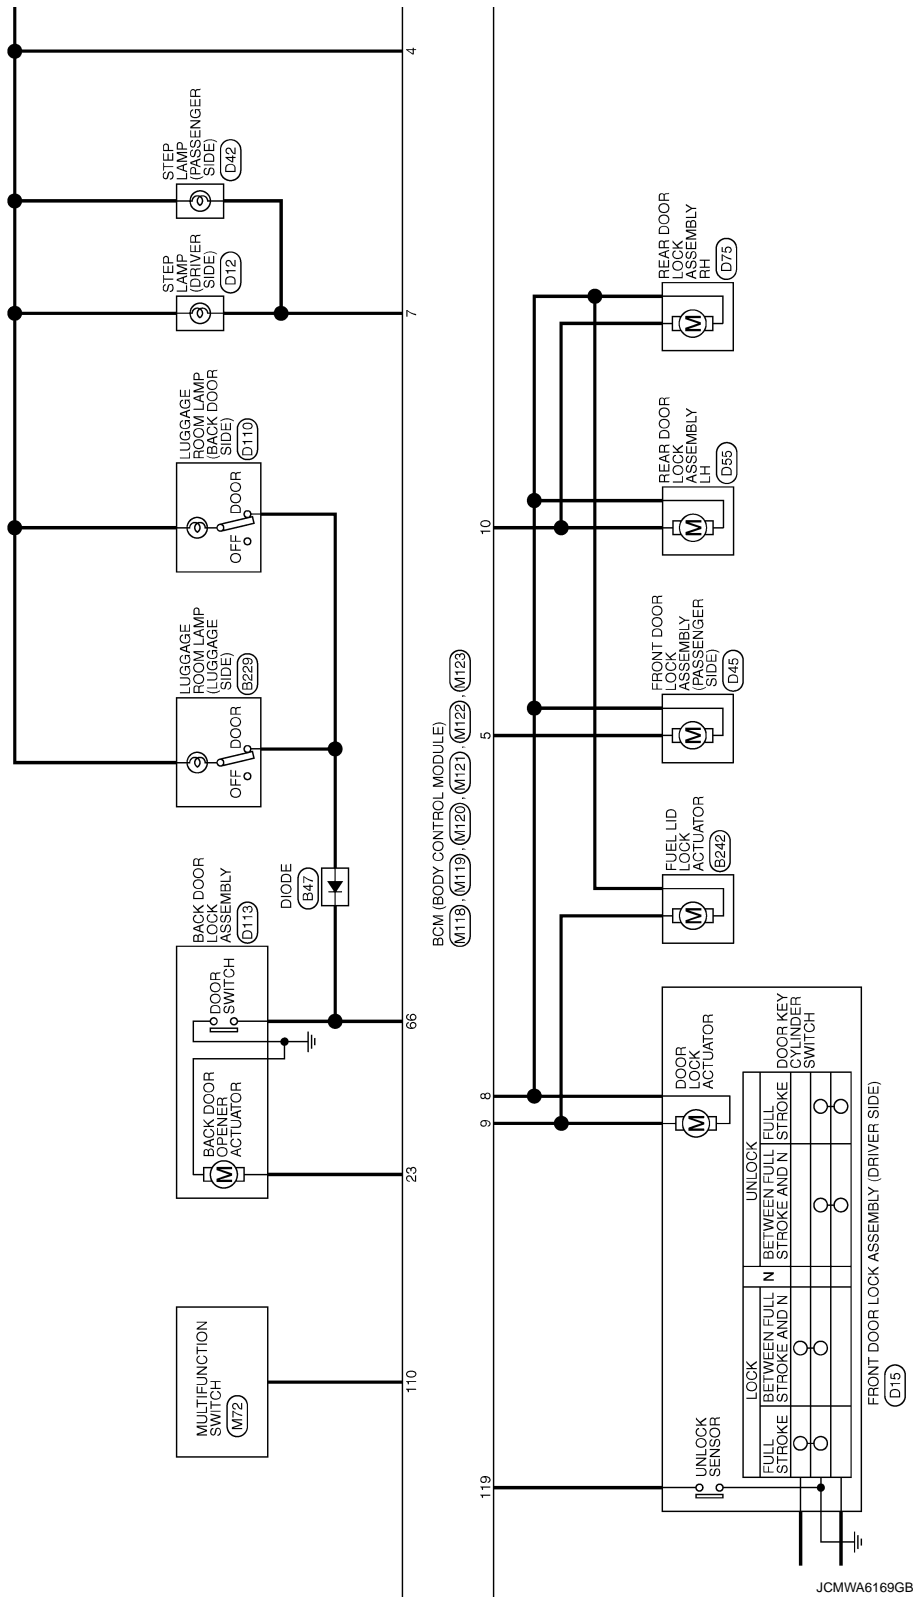 MULTIFUNCTION
SWITCH
M72
BACK DOOR
LOCK
ASSEMBLY
D113
BACK DOOR
OPENER
ACTUATOR
M
DOOR
SWITCH
DIODE
B47
LUGGAGE
ROOM LAMP
(LUGGAGE
SIDE)
B229
OFF
DOOR
LUGGAGE
ROOM LAMP
(BACK DOOR
SIDE)
D110
OFF
DOOR
STEP
LAMP
(DRIVER
SIDE)
D12
STEP
LAMP
(PASSENGER
SIDE)
D42
110
23
66
7
4
BCM (BODY CONTROL MODULE)
M118 , M119 , M120 , M121 , M122 , M123
119
9
8
5
10
UNLOCK
SENSOR
DOOR
LOCK
ACTUATOR
M
LOCK
UNLOCK
FULL
STROKE
BETWEEN FULL
STROKE AND N
N
BETWEEN FULL
STROKE AND N
FULL
STROKE
DOOR KEY
CYLINDER
SWITCH
FRONT DOOR LOCK ASSEMBLY (DRIVER SIDE)
D15
FUEL LID
LOCK
ACTUATOR
B242
M
FRONT DOOR
LOCK
ASSEMBLY
(PASSENGER
SIDE)
D45
M
REAR DOOR
LOCK
ASSEMBLY
LH
D55
M
REAR DOOR
LOCK
ASSEMBLY
RH
D75
M
JCMWA6169GB